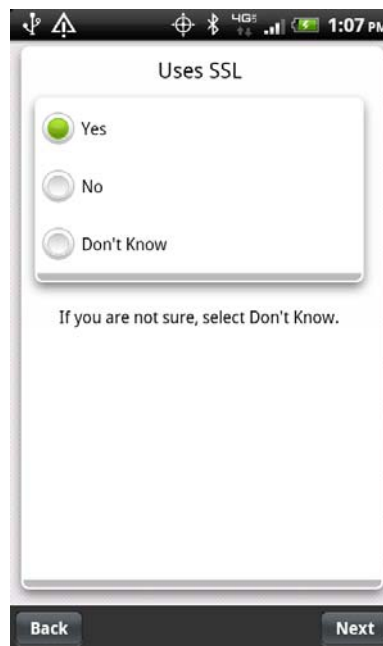 4G 1:07 PM
Uses SSL
Yes
No
Don't Know
If you are not sure, select Don't Know.
Back
Next